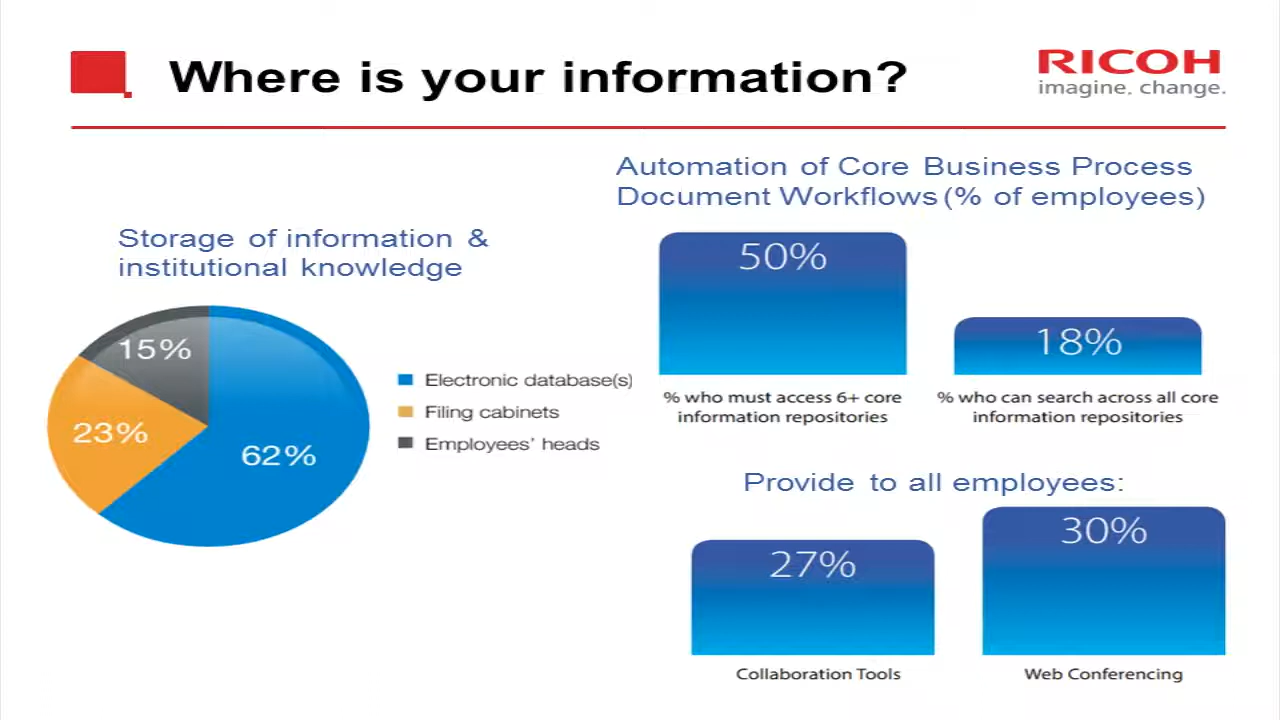 Where is your information?
RICOH
imagine. change.
Storage of information &
institutional knowledge
15%
23%
62%
Electronic database(s)
Filing cabinets
Employees' heads
Automation of Core Business Process
Document Workflows (% of employees)
50%
18%
% who must access 6+ core
information repositories
% who can search across all core
information repositories
Provide to all employees:
27%
30%
Collaboration Tools
Web Conferencing